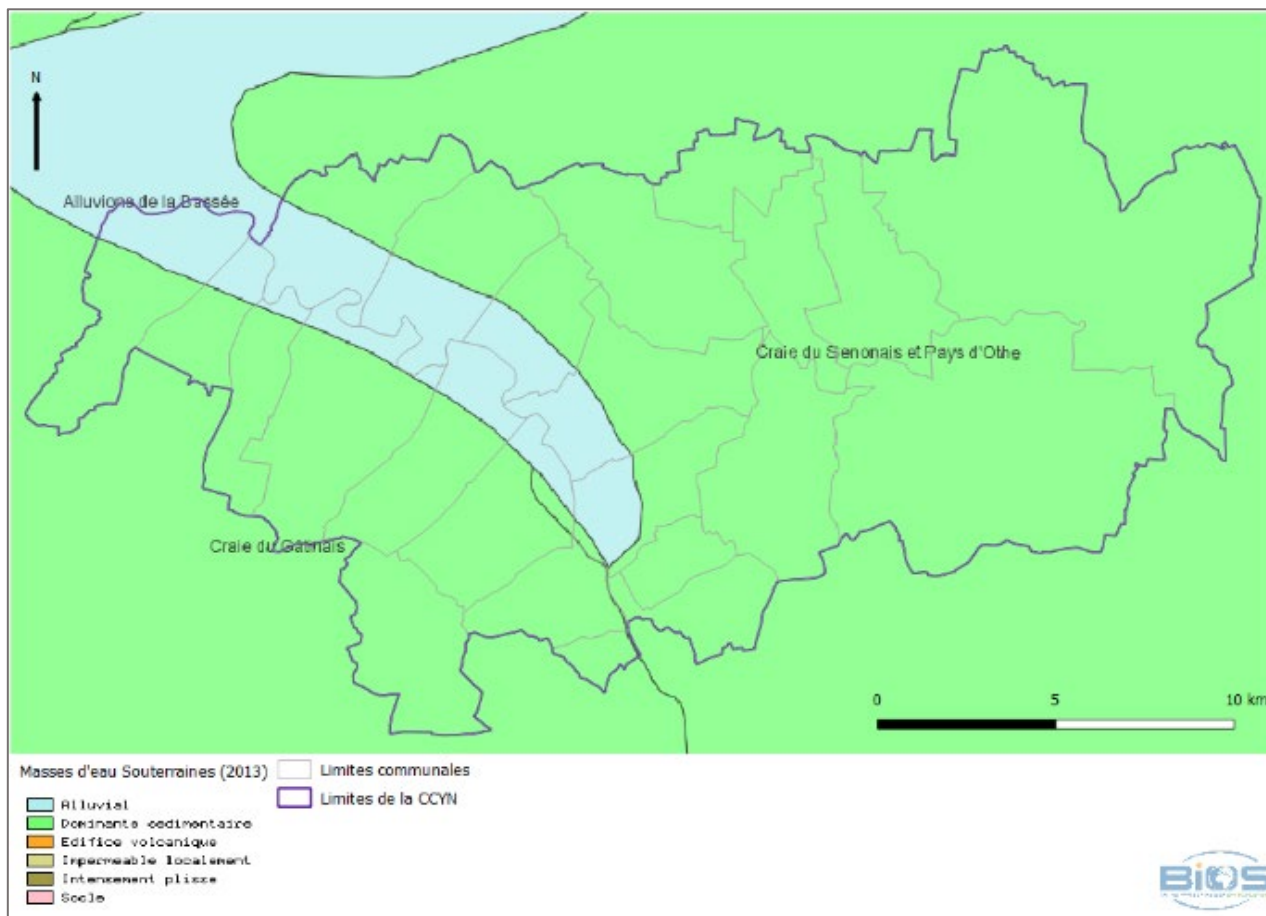 N
Alluvions de la Bassée
Craie du Senonais et Pays d'Othe
Craie du Gâtinais
0 5 10 km
Masses d'eau Souterraines (2013)
Limites communales
Limites de la CCYN
Alluvial
Dominante sedimentaire
Edifice volcanique
Impermeable localement
Intensement plisse
Socle
BiOS